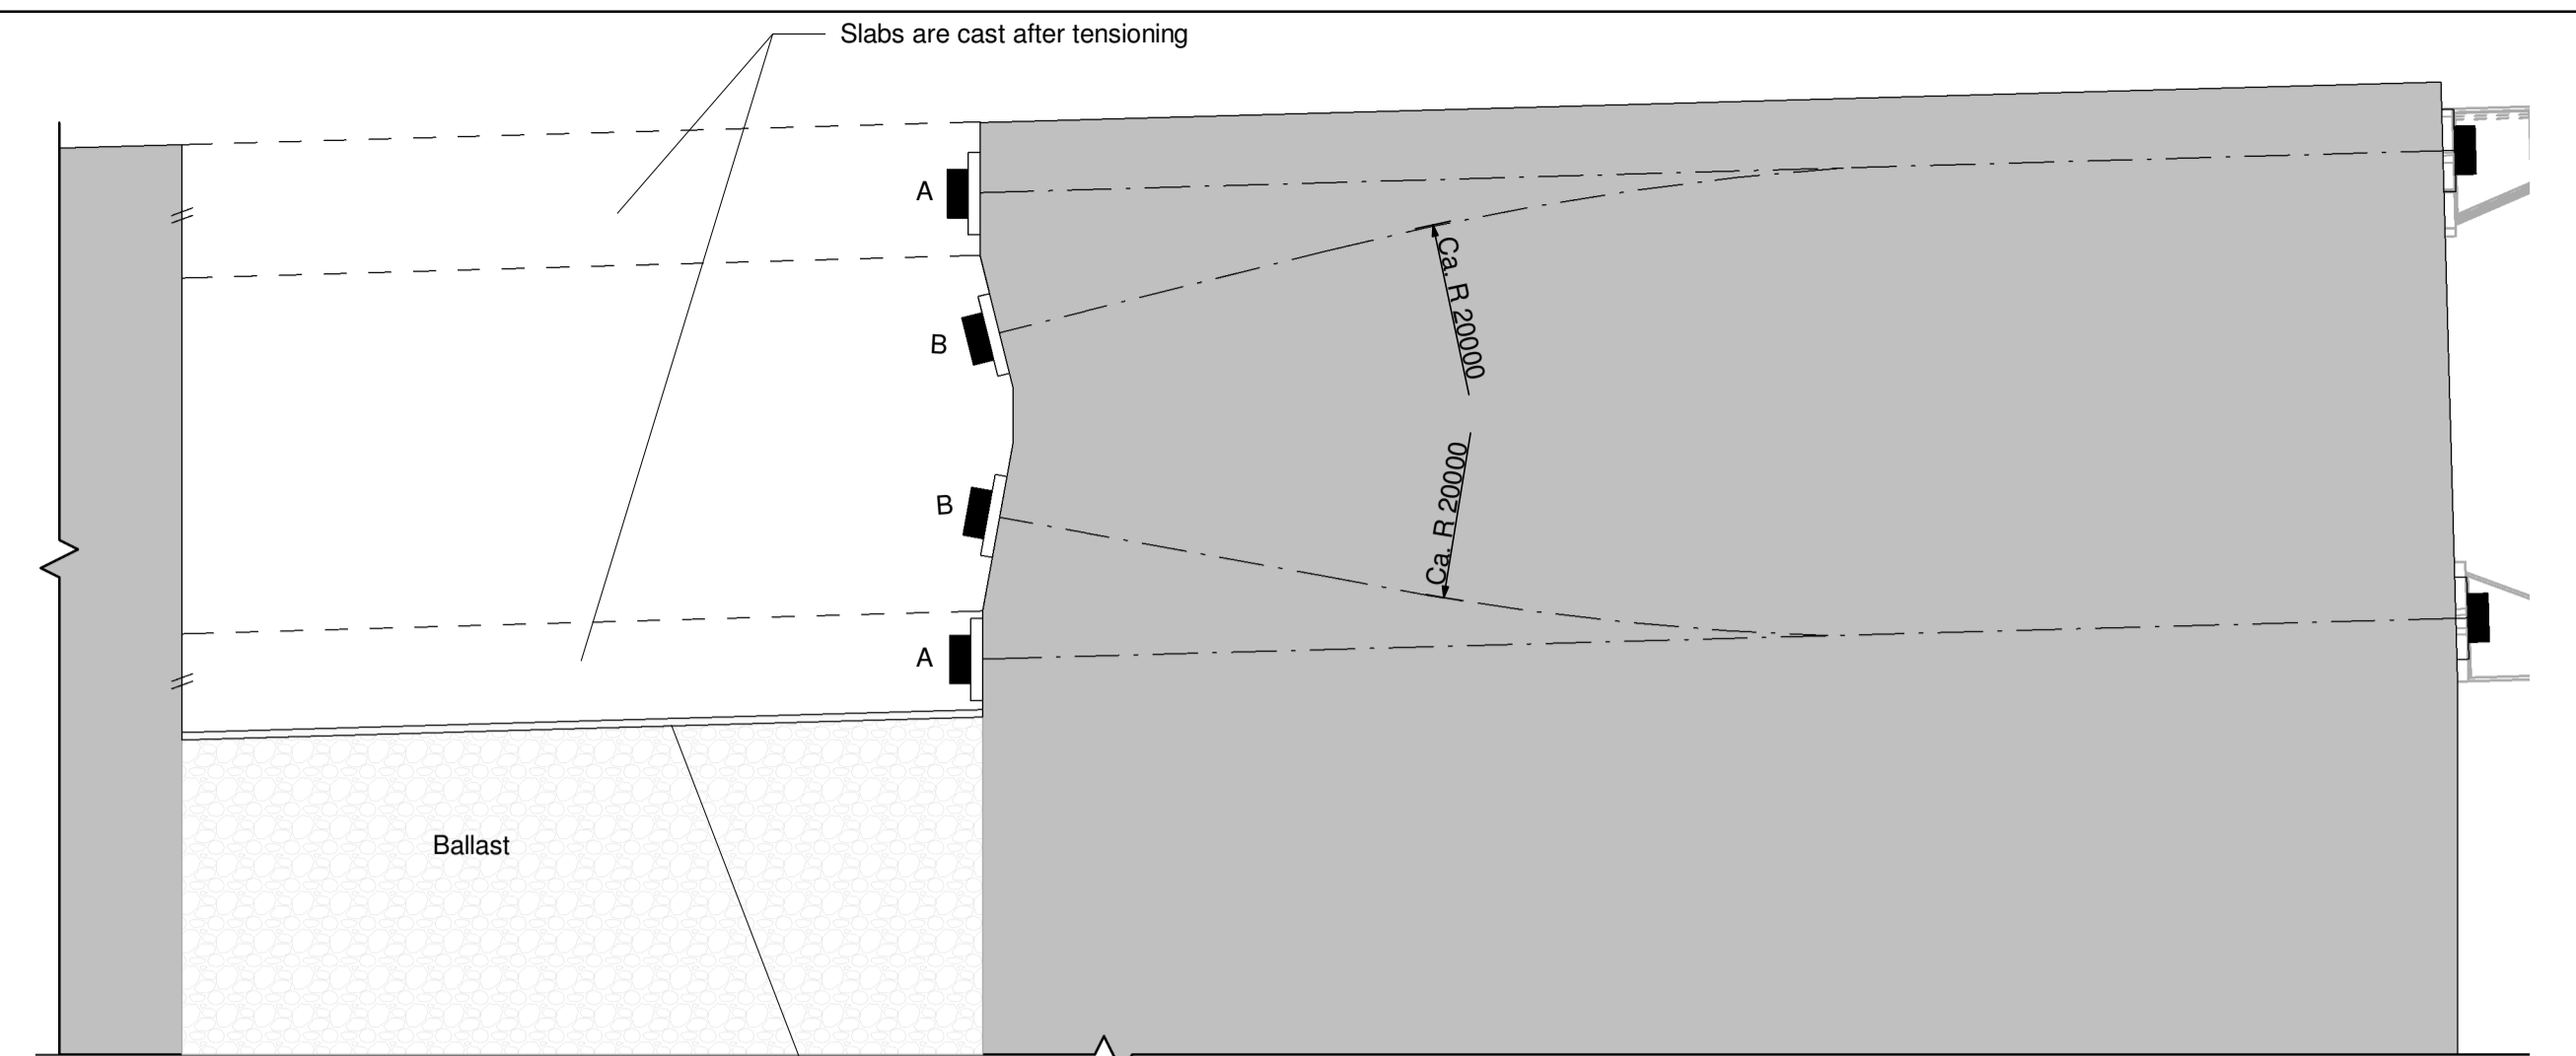 Slabs are cast after tensioning
A
B
Ca. R 20000
Ca. R 20000
B
A
Ballast